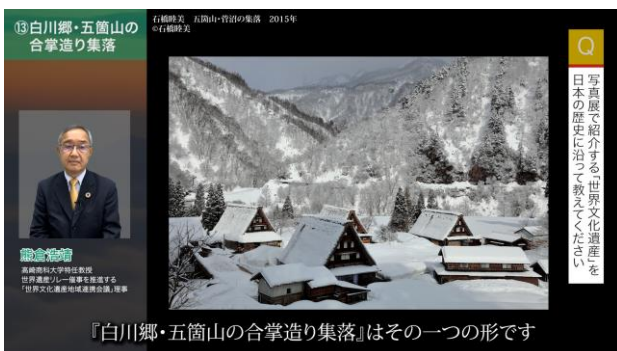 ⑬白川郷・五箇山の
合掌造り集落
石橋睦美 五箇山・菅沼の集落 2015年
©石橋睦美
Q
写真展で紹介する「世界文化遺産」を
日本の歴史に沿って教えてください
熊倉浩靖
高崎商科大学特任教授
世界遺産リレー催事を推進する
「世界文化遺産地域連携会議」理事
『白川郷・五箇山の合掌造り集落』はその一つの形です